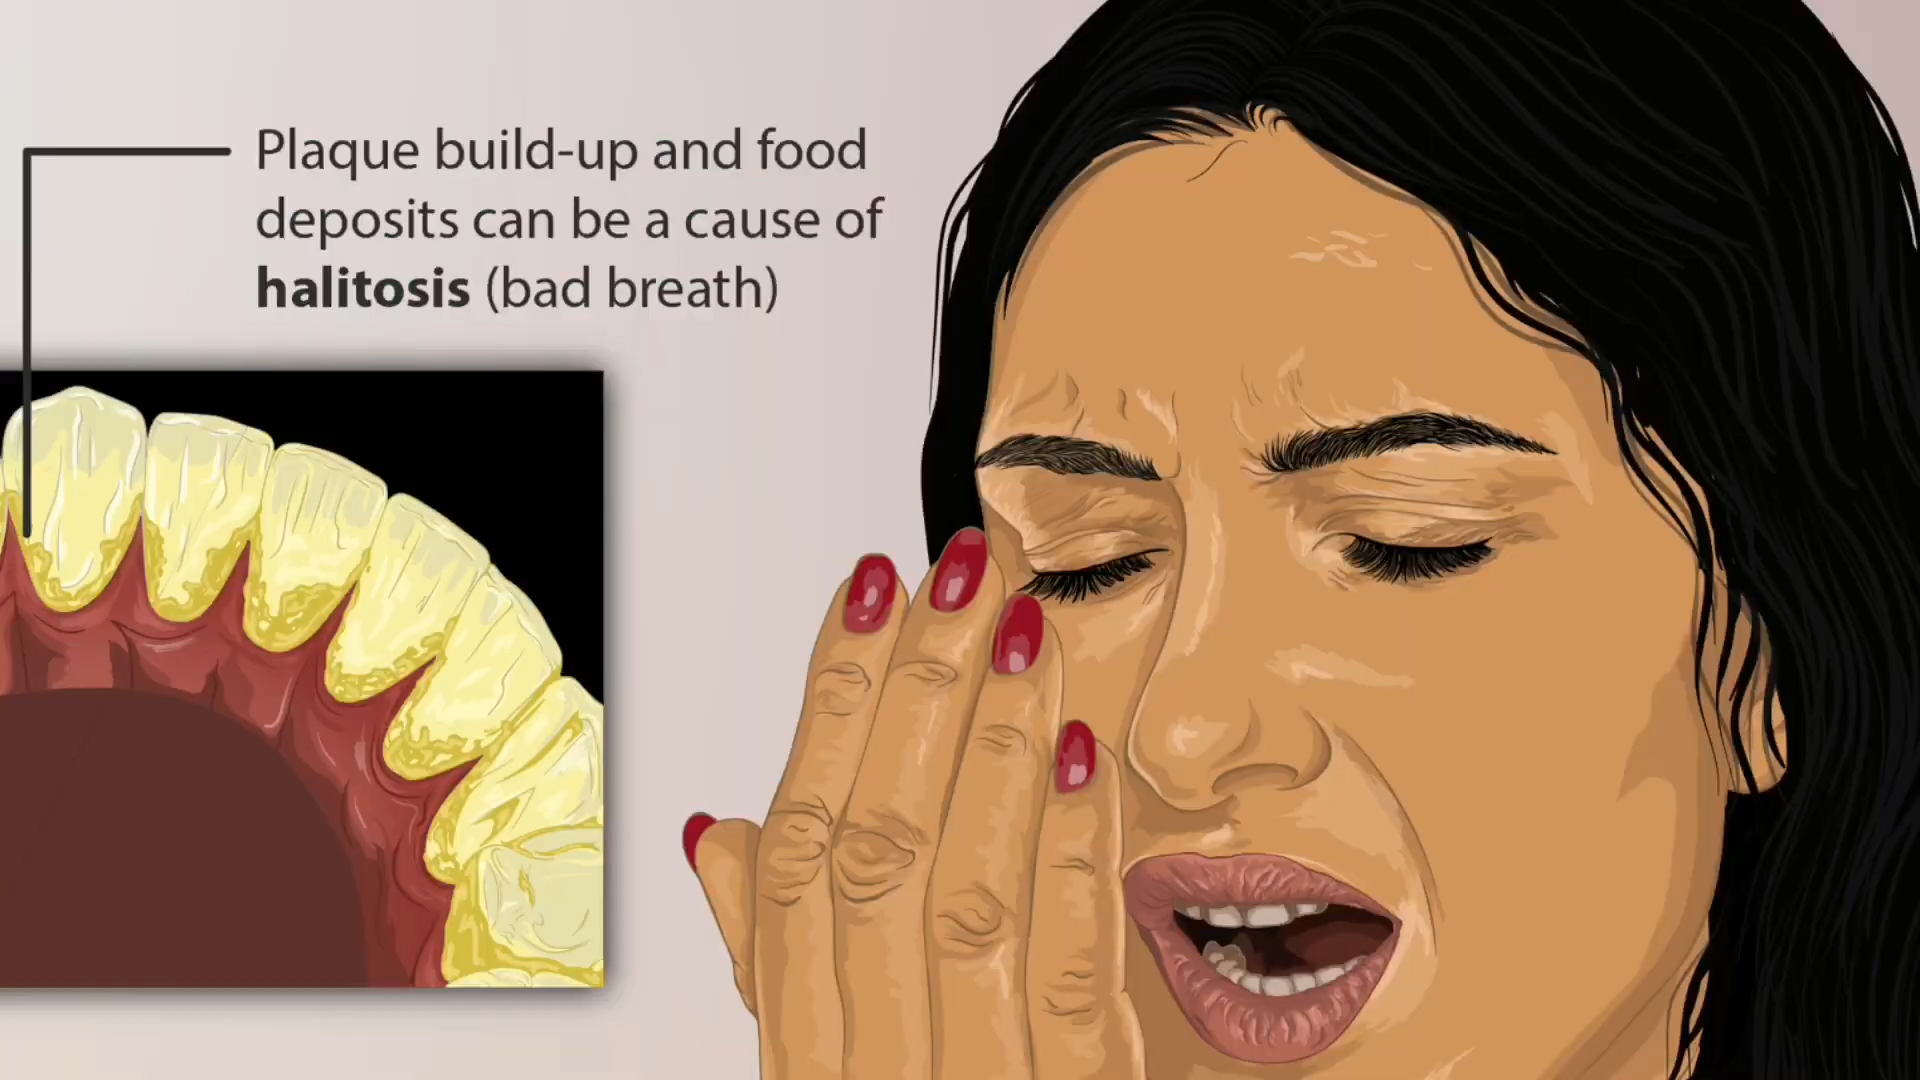 Plaque build-up and food
deposits can be a cause of
halitosis (bad breath)